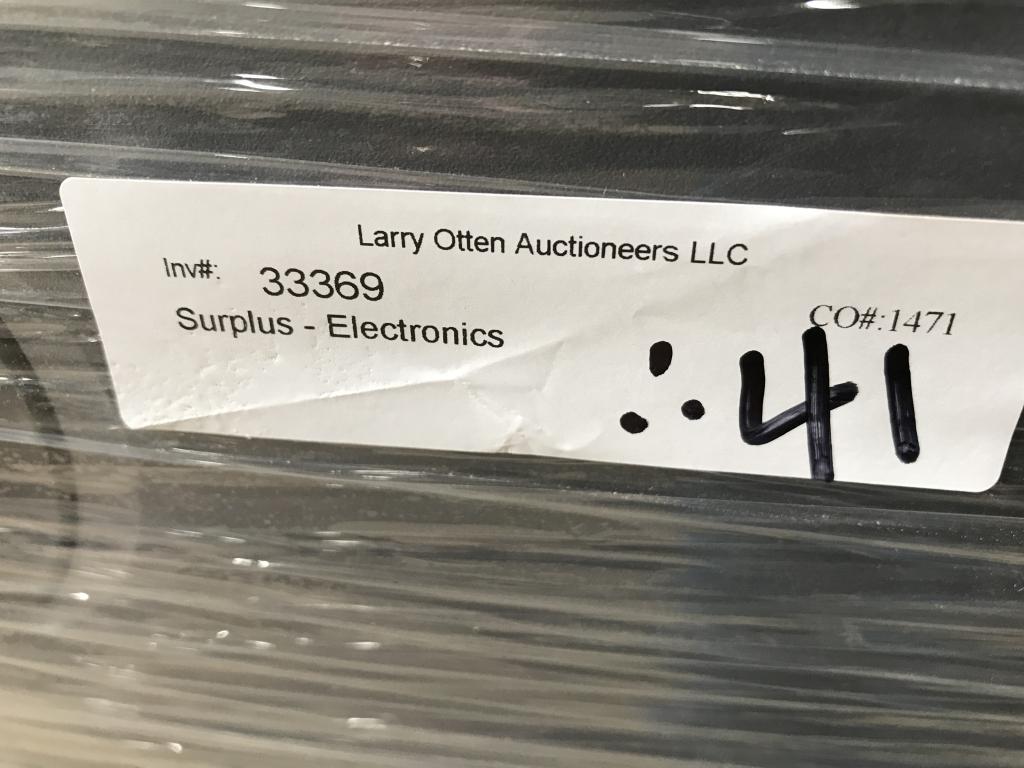 Larry Otten Auctioneers LLC
Inv#: 33369
Surplus - Electronics
CO#:1471
∴41